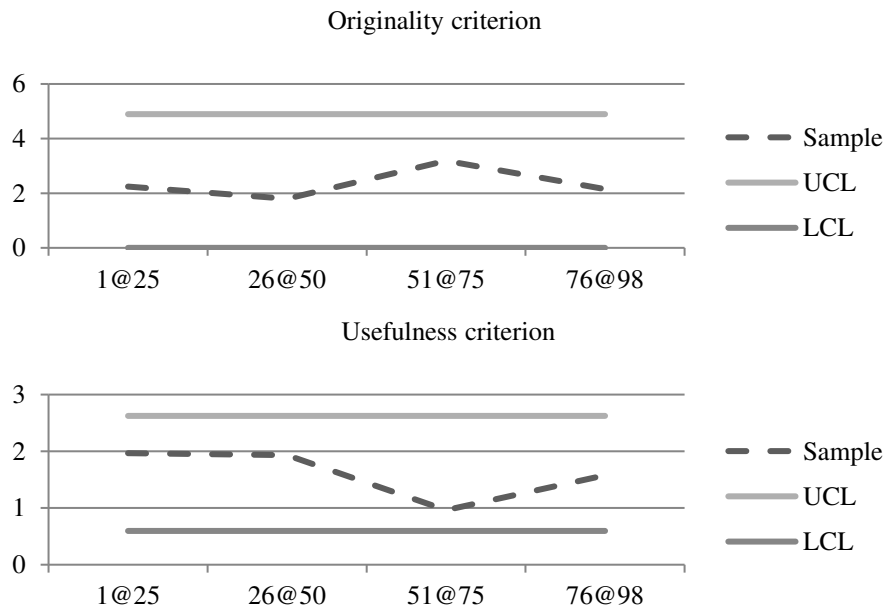 Originality criterion
6
4
2
0
1@25 26@50 51@75 76@98
Sample
UCL
LCL
Usefulness criterion
3
2
1
0
1@25 26@50 51@75 76@98
Sample
UCL
LCL